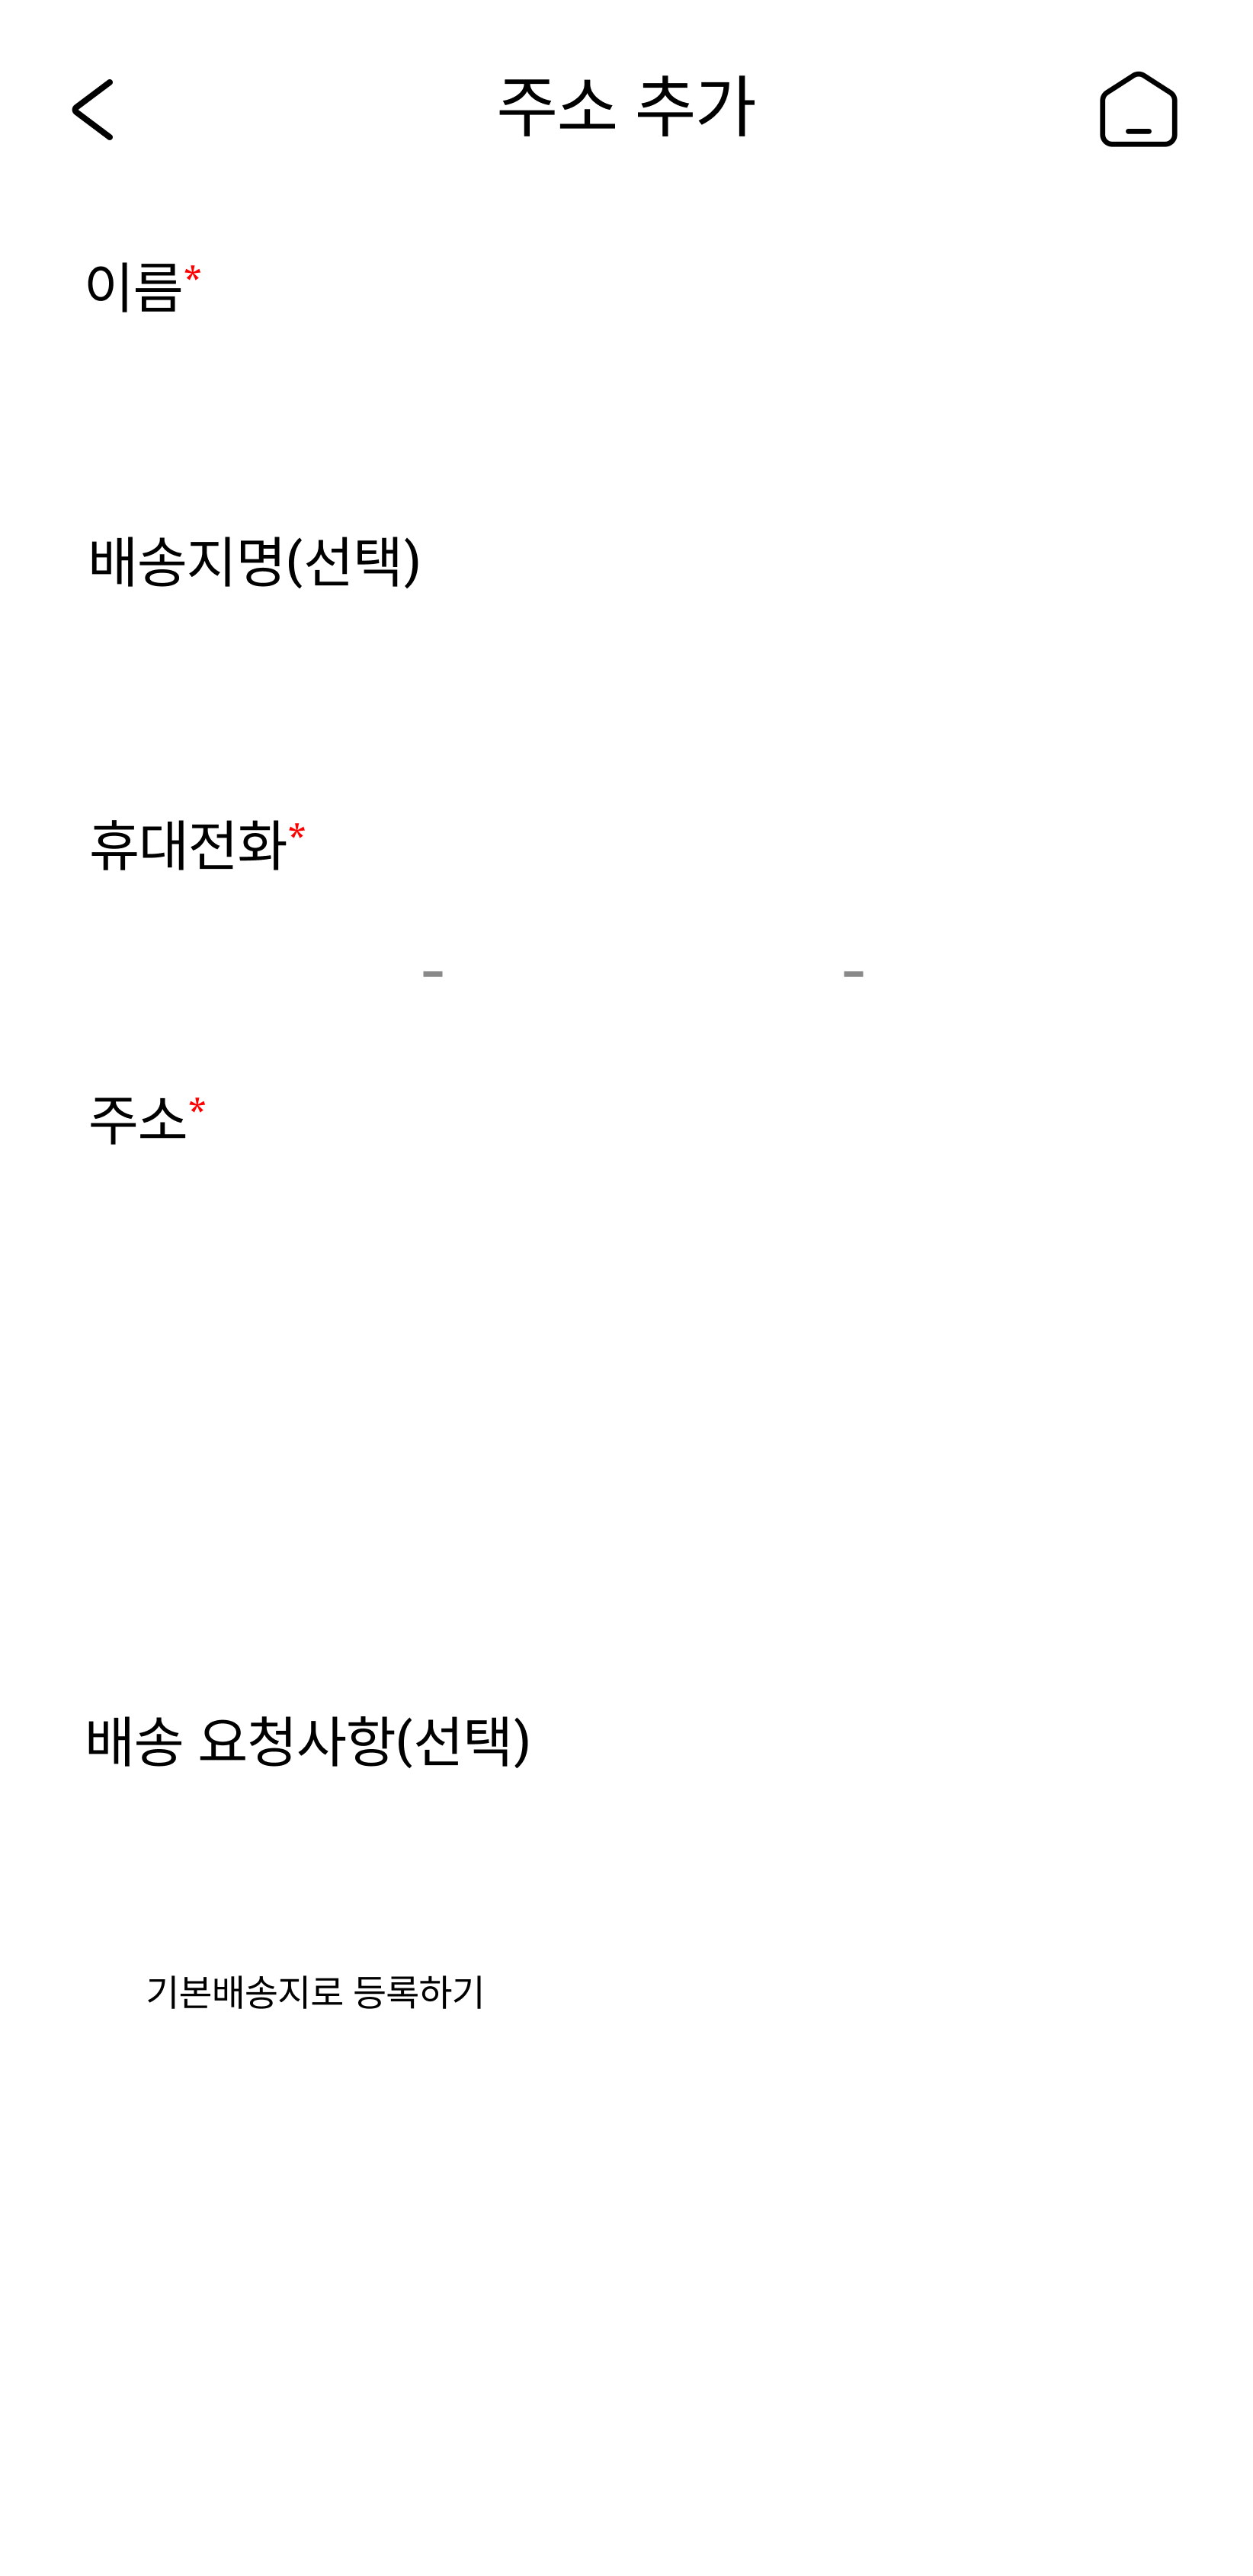 주소 추가
이름*
배송지명(선택)
휴대전화*
- -
주소*
배송 요청사항(선택)
기본배송지로 등록하기